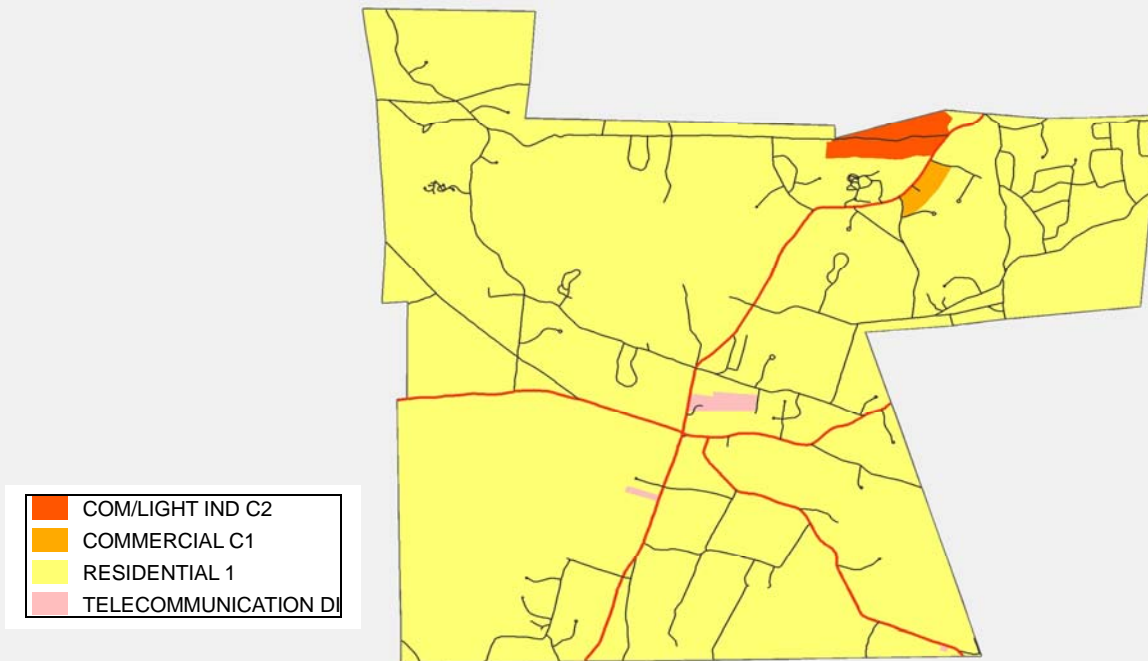 COM/LIGHT IND C2
COMMERCIAL C1
RESIDENTIAL 1
TELECOMMUNICATION DI